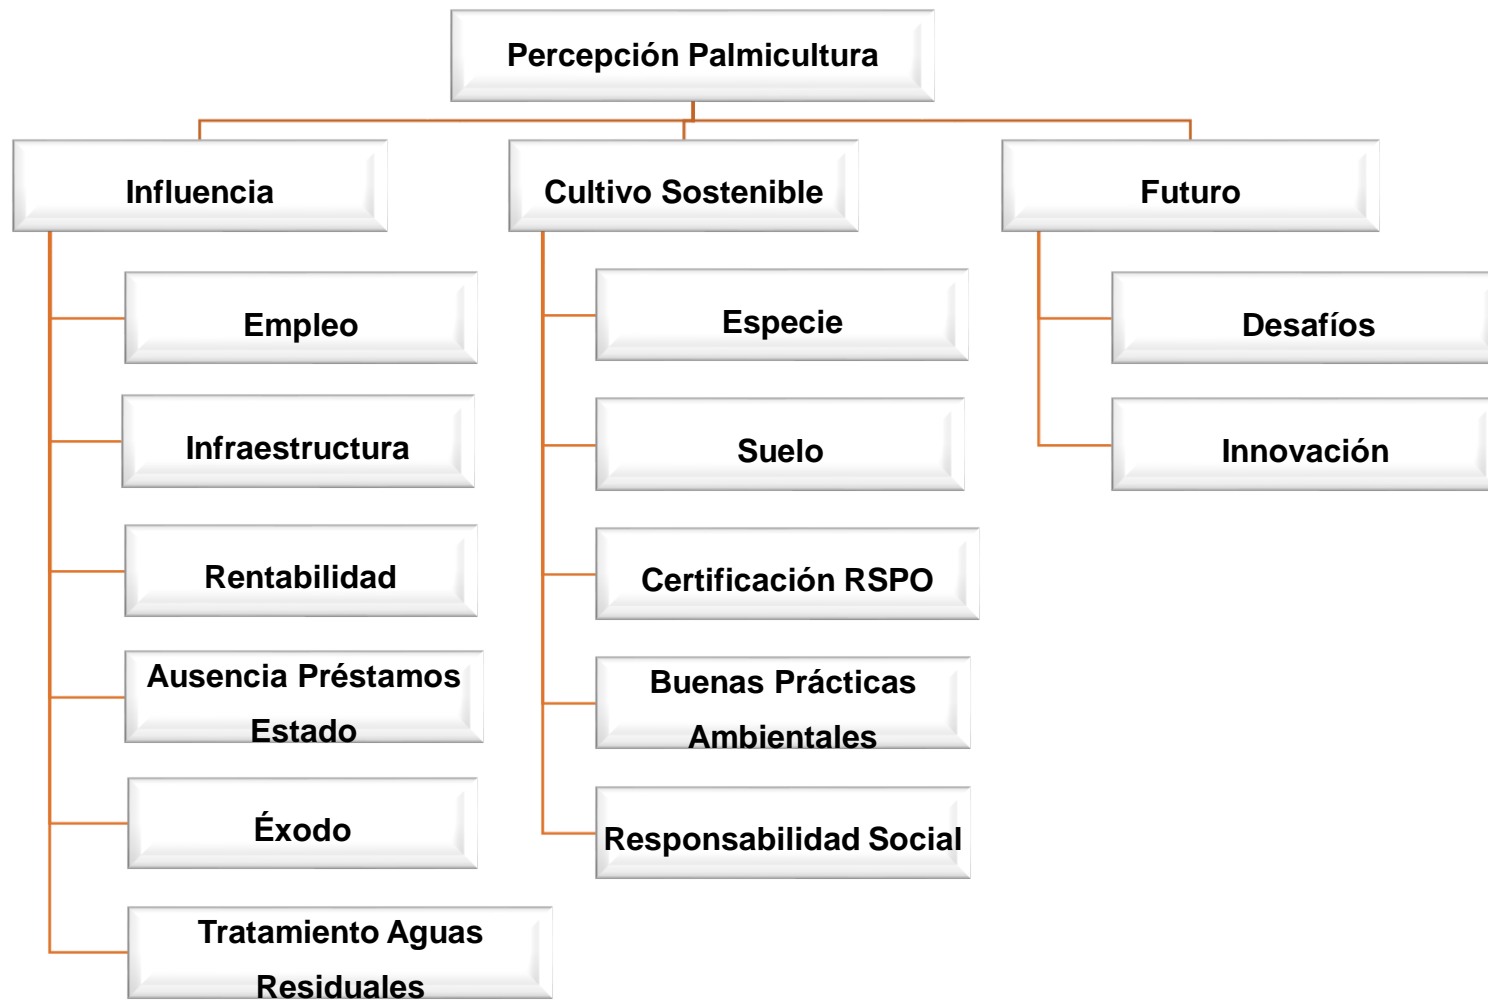 Percepción Palmicultura
Influencia
Empleo
Infraestructura
Rentabilidad
Ausencia Préstamos
Estado
Éxodo
Tratamiento Aguas
Residuales
Cultivo Sostenible
Especie
Suelo
Certificación RSPO
Buenas Prácticas
Ambientales
Responsabilidad Social
Futuro
Desafíos
Innovación